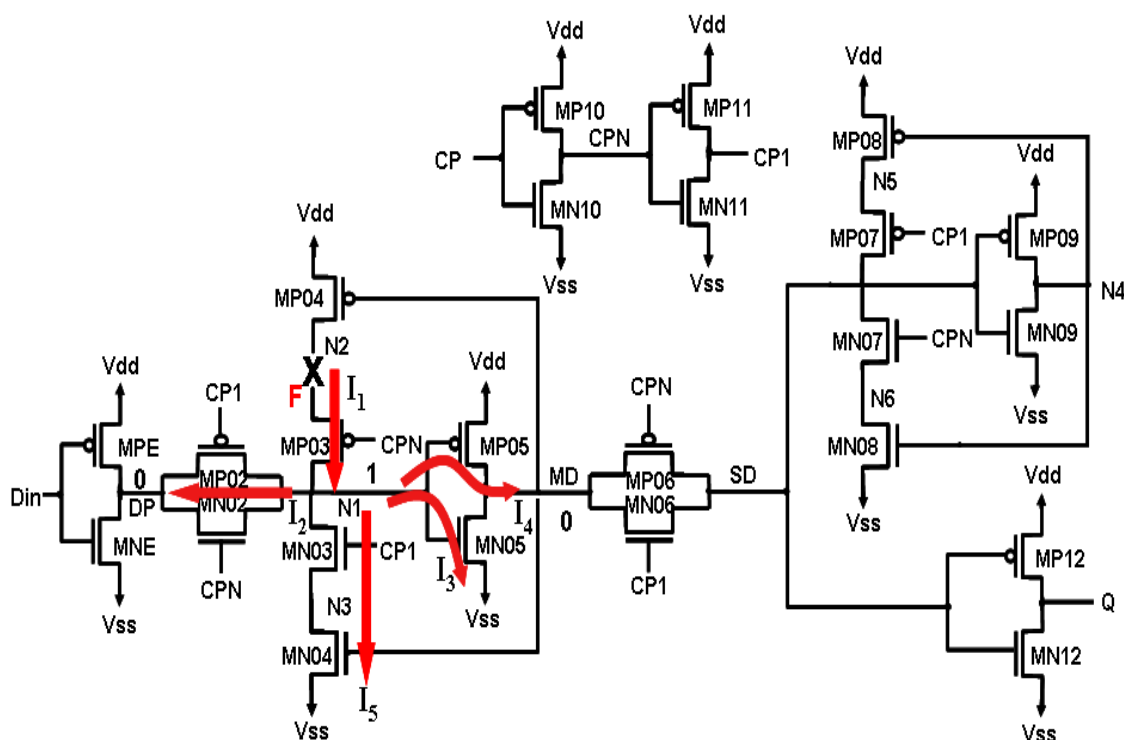 Vdd
Vdd
MP10
MP11
CP
CPN
CP1
MN10
MN11
Vss
Vss
Vdd
MP08
N5
Vdd
MP07
CP1
MP09
N4
MN07
CPN
MN09
N6
Vss
MN08
Vss
Vdd
MP04
N2
X
F
I1
Vdd
CP1
MPE
0
Din
DP
MP02
MN02
I2
MNE
CPN
Vss
MP03
CPN
1
N1
MN03
CP1
N3
MN04
I5
Vss
Vdd
MP05
I4
MN05
I3
Vss
MD
0
CPN
MP06
MN06
CP1
SD
Vdd
MP12
Q
MN12
Vss